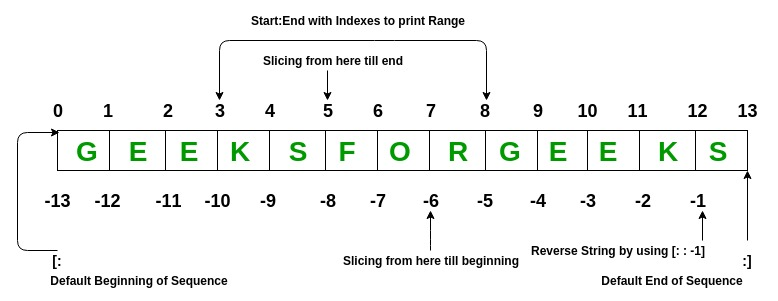 Start:End with Indexes to print Range
Slicing from here till end
0 1 2 3 4 5 6 7 8 9 10 11 12 13
G E E K S F O R G E E K S
-13 -12 -11 -10 -9 -8 -7 -6 -5 -4 -3 -2 -1
Reverse String by using [: : -1]
[: Slicing from here till beginning :]
Default Beginning of Sequence Default End of Sequence